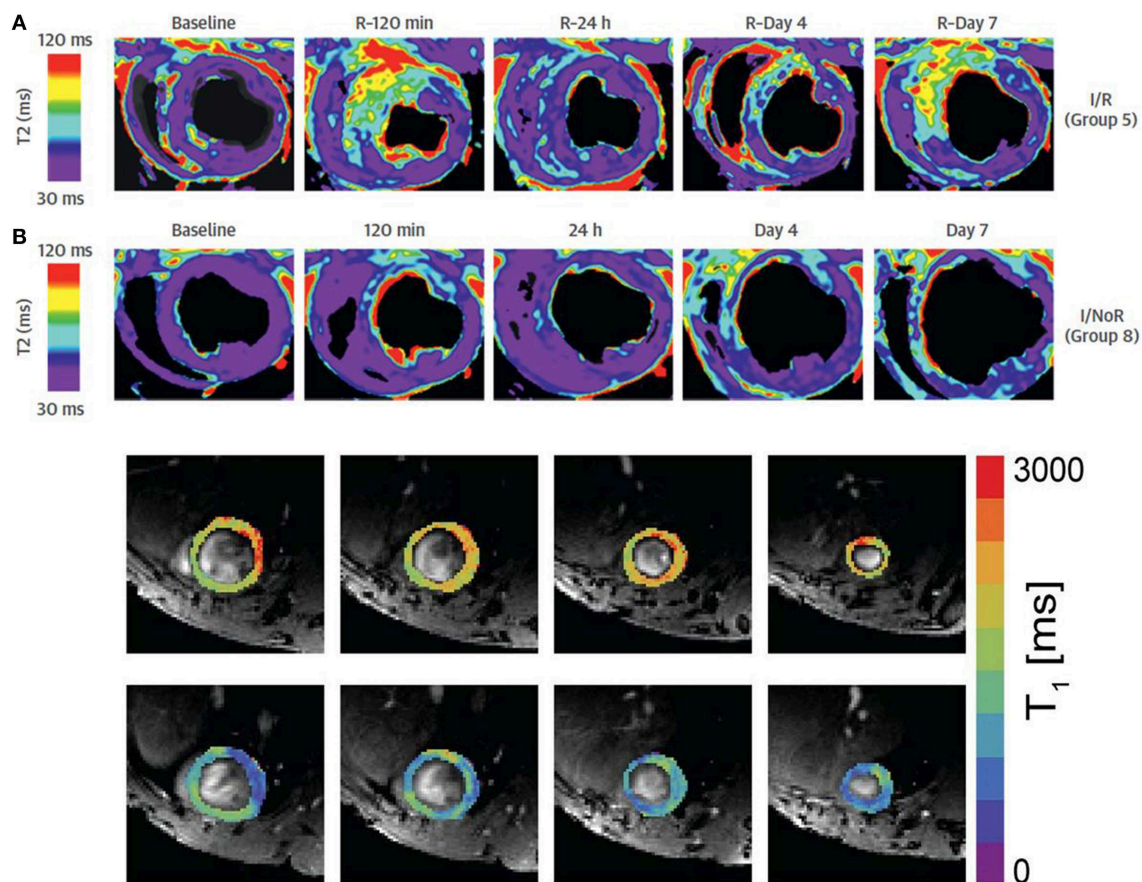 A
Baseline
R-120 min
R-24 h
R-Day 4
R-Day 7
120 ms
T2 (ms)
30 ms
I/R
(Group 5)
B
Baseline
120 min
24 h
Day 4
Day 7
120 ms
T2 (ms)
30 ms
I/NoR
(Group 8)
3000
T1 [ms]
0